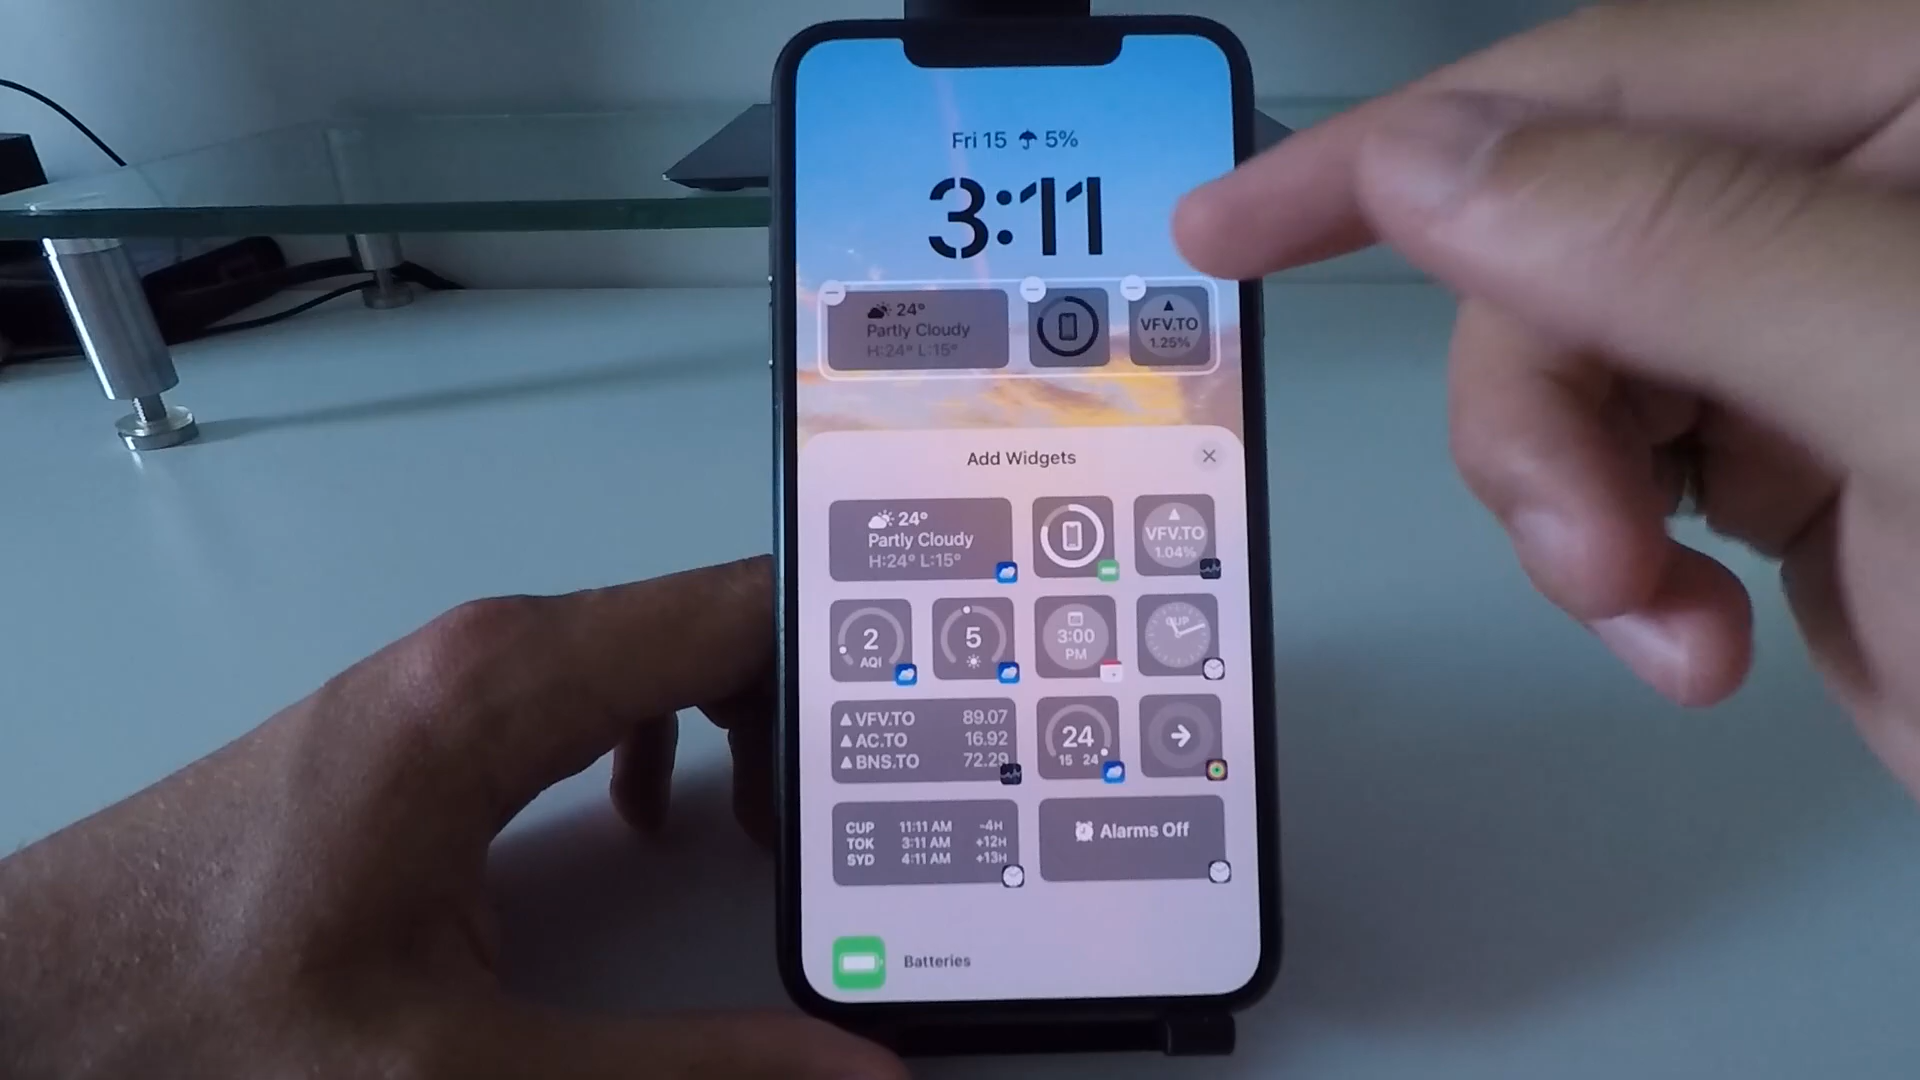 Fri 15 5%
3:11
24°
Partly Cloudy
H:24° L:15°
VFV.TO
1.25%
Add Widgets
24°
Partly Cloudy
H:24° L:15°
VFV.TO
1.04%
2
AQI
5
3:00
PM
CUP
VFV.TO 89.07
AC.TO 16.92
BNS.TO 72.29
24
15 24
CUP 11:11 AM -4H
TOK 3:11 AM +12H
SYD 4:11 AM +13H
Alarms Off
Batteries